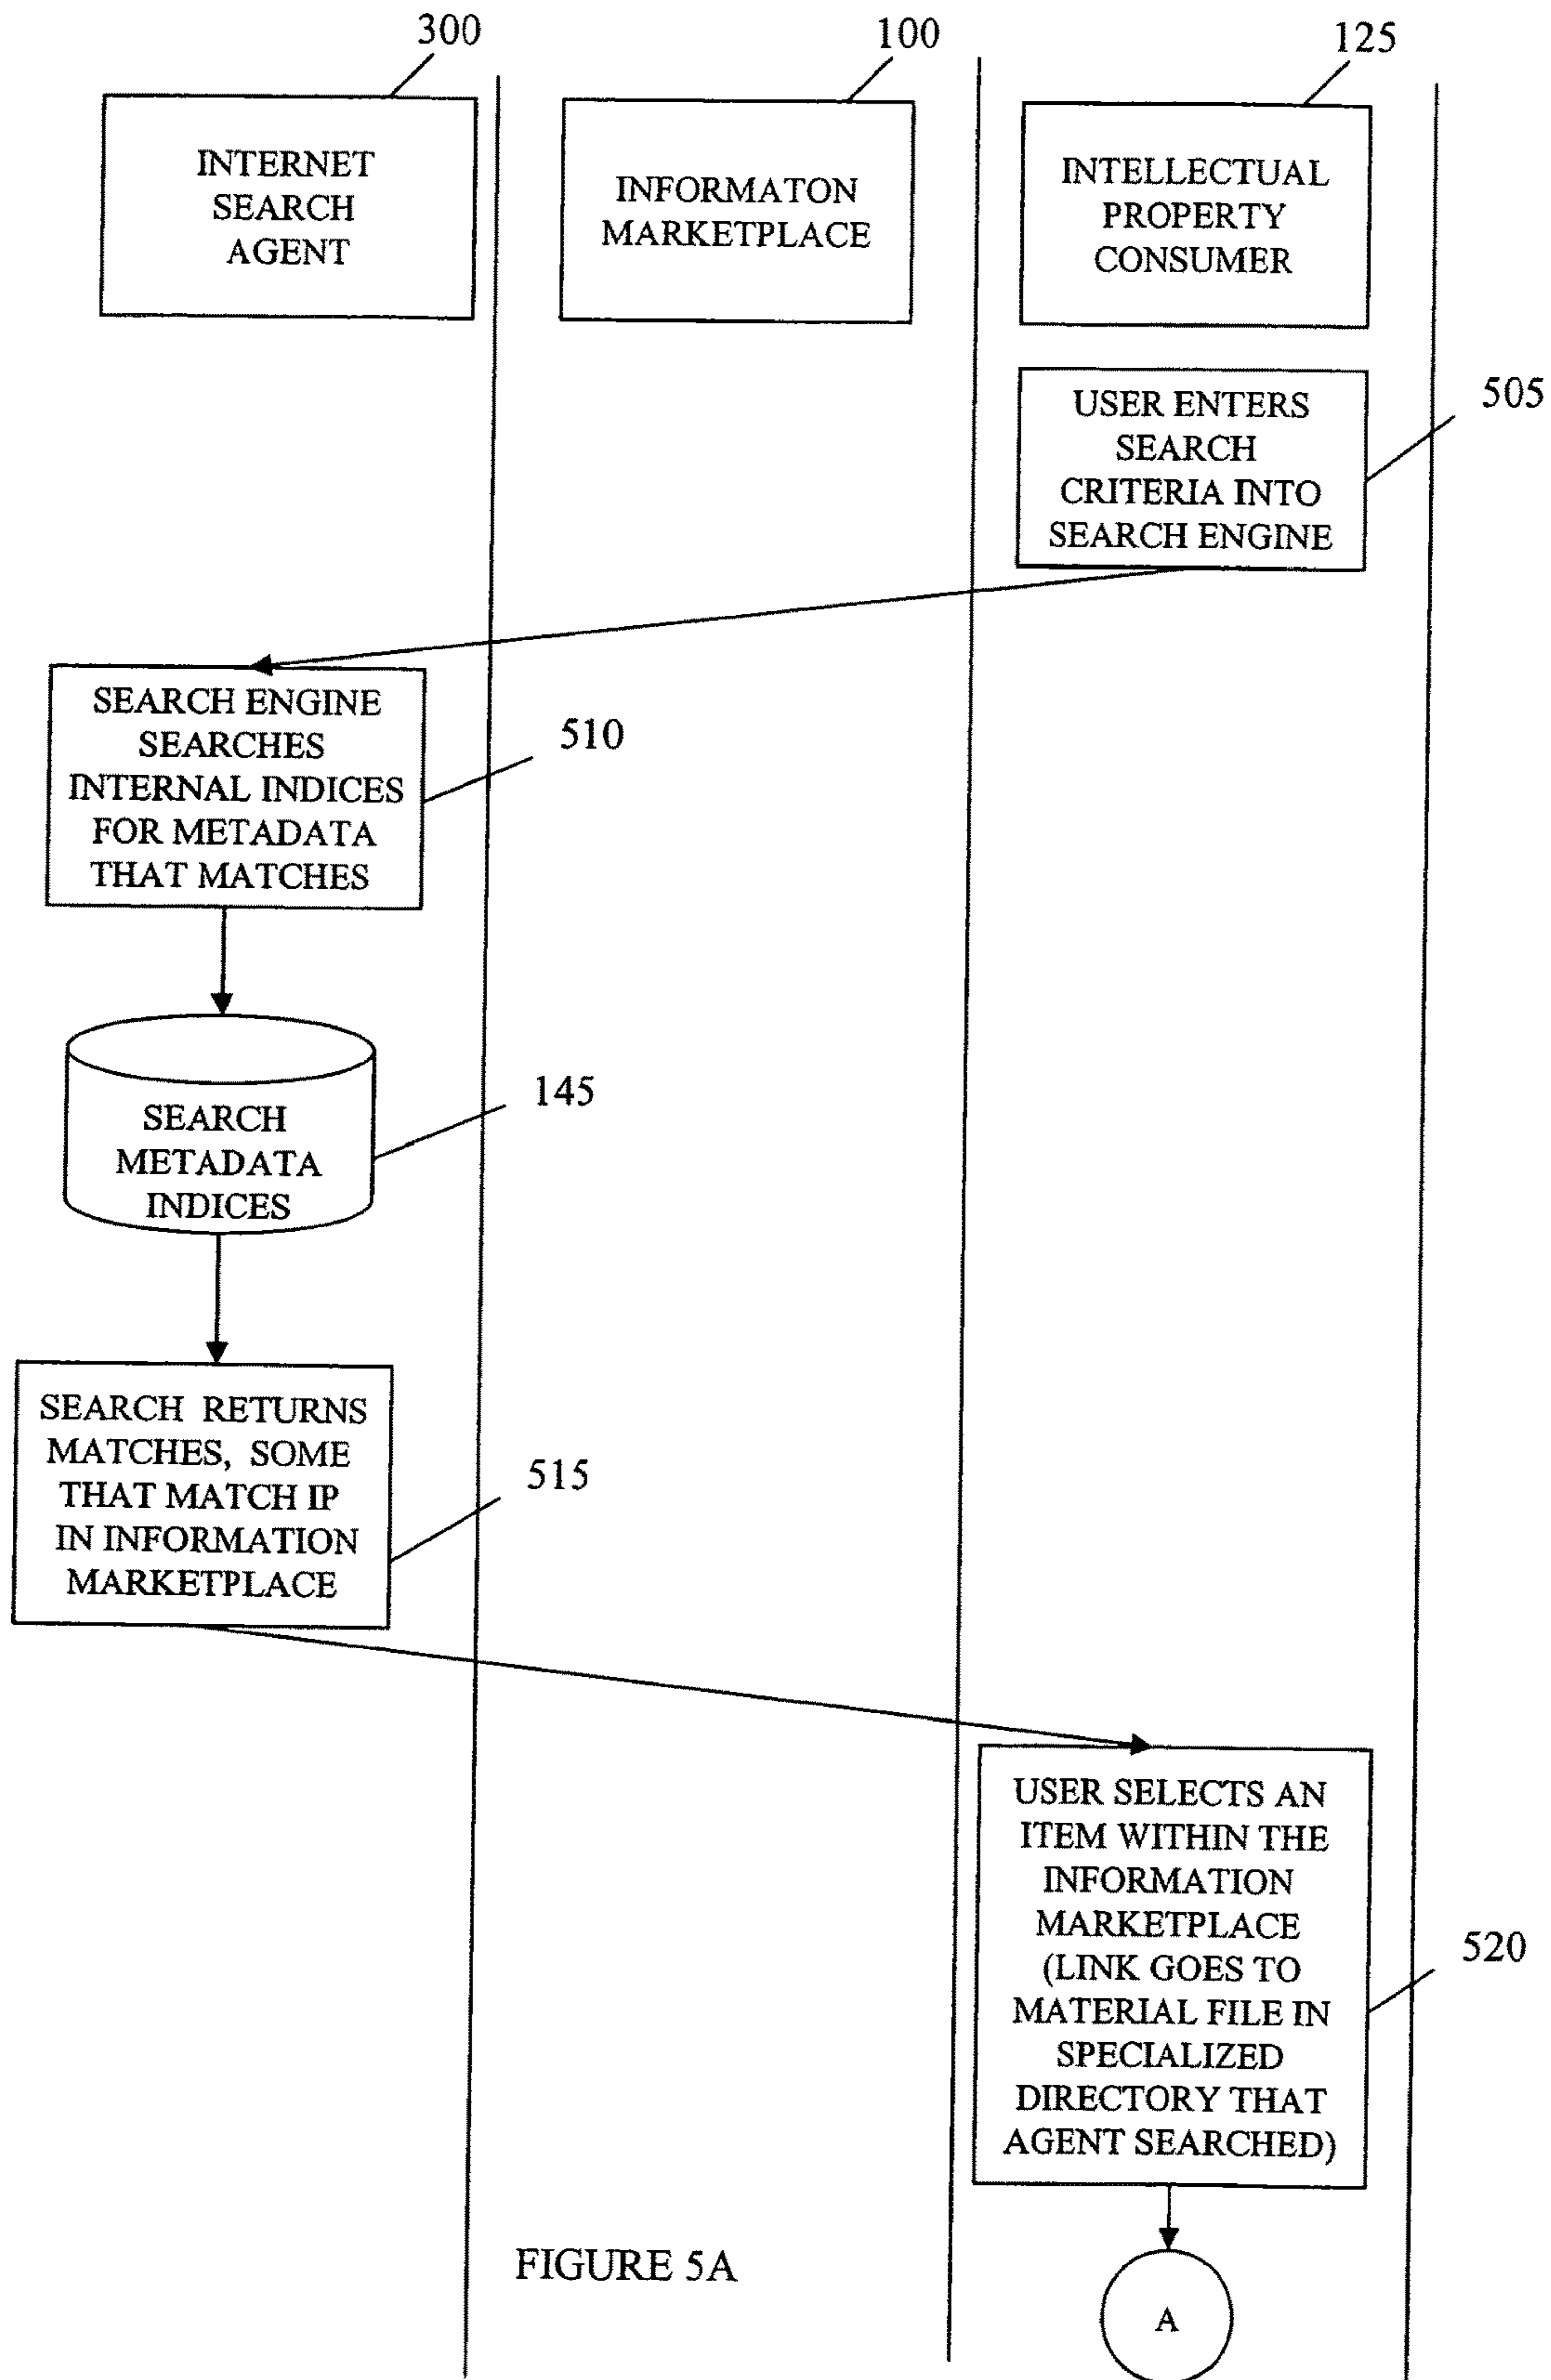 300
100
125
INTERNET
SEARCH
AGENT
INFORMATON
MARKETPLACE
INTELLECTUAL
PROPERTY
CONSUMER
USER ENTERS
SEARCH
CRITERIA INTO
SEARCH ENGINE
505
SEARCH ENGINE
SEARCHES
INTERNAL INDICES
FOR METADATA
THAT MATCHES
510
SEARCH
METADATA
INDICES
145
SEARCH RETURNS
MATCHES, SOME
THAT MATCH IP
IN INFORMATION
MARKETPLACE
515
USER SELECTS AN
ITEM WITHIN THE
INFORMATION
MARKETPLACE
(LINK GOES TO
MATERIAL FILE IN
SPECIALIZED
DIRECTORY THAT
AGENT SEARCHED)
520
FIGURE 5A
A